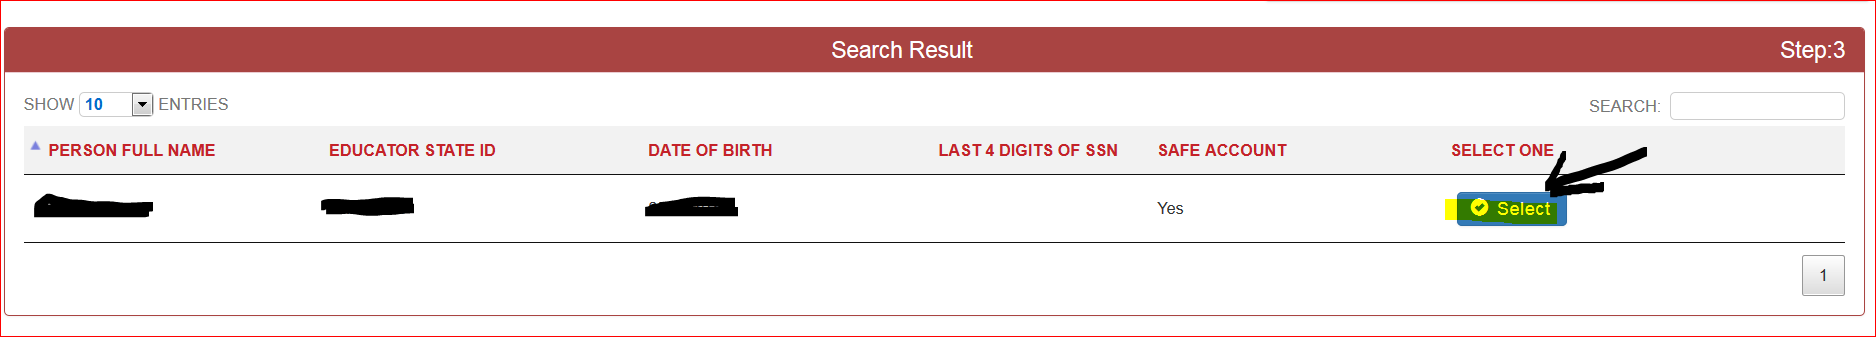 Search Result Step:3
SHOW 10 ENTRIES SEARCH:
PERSON FULL NAME EDUCATOR STATE ID DATE OF BIRTH LAST 4 DIGITS OF SSN SAFE ACCOUNT SELECT ONE
Yes Select
1